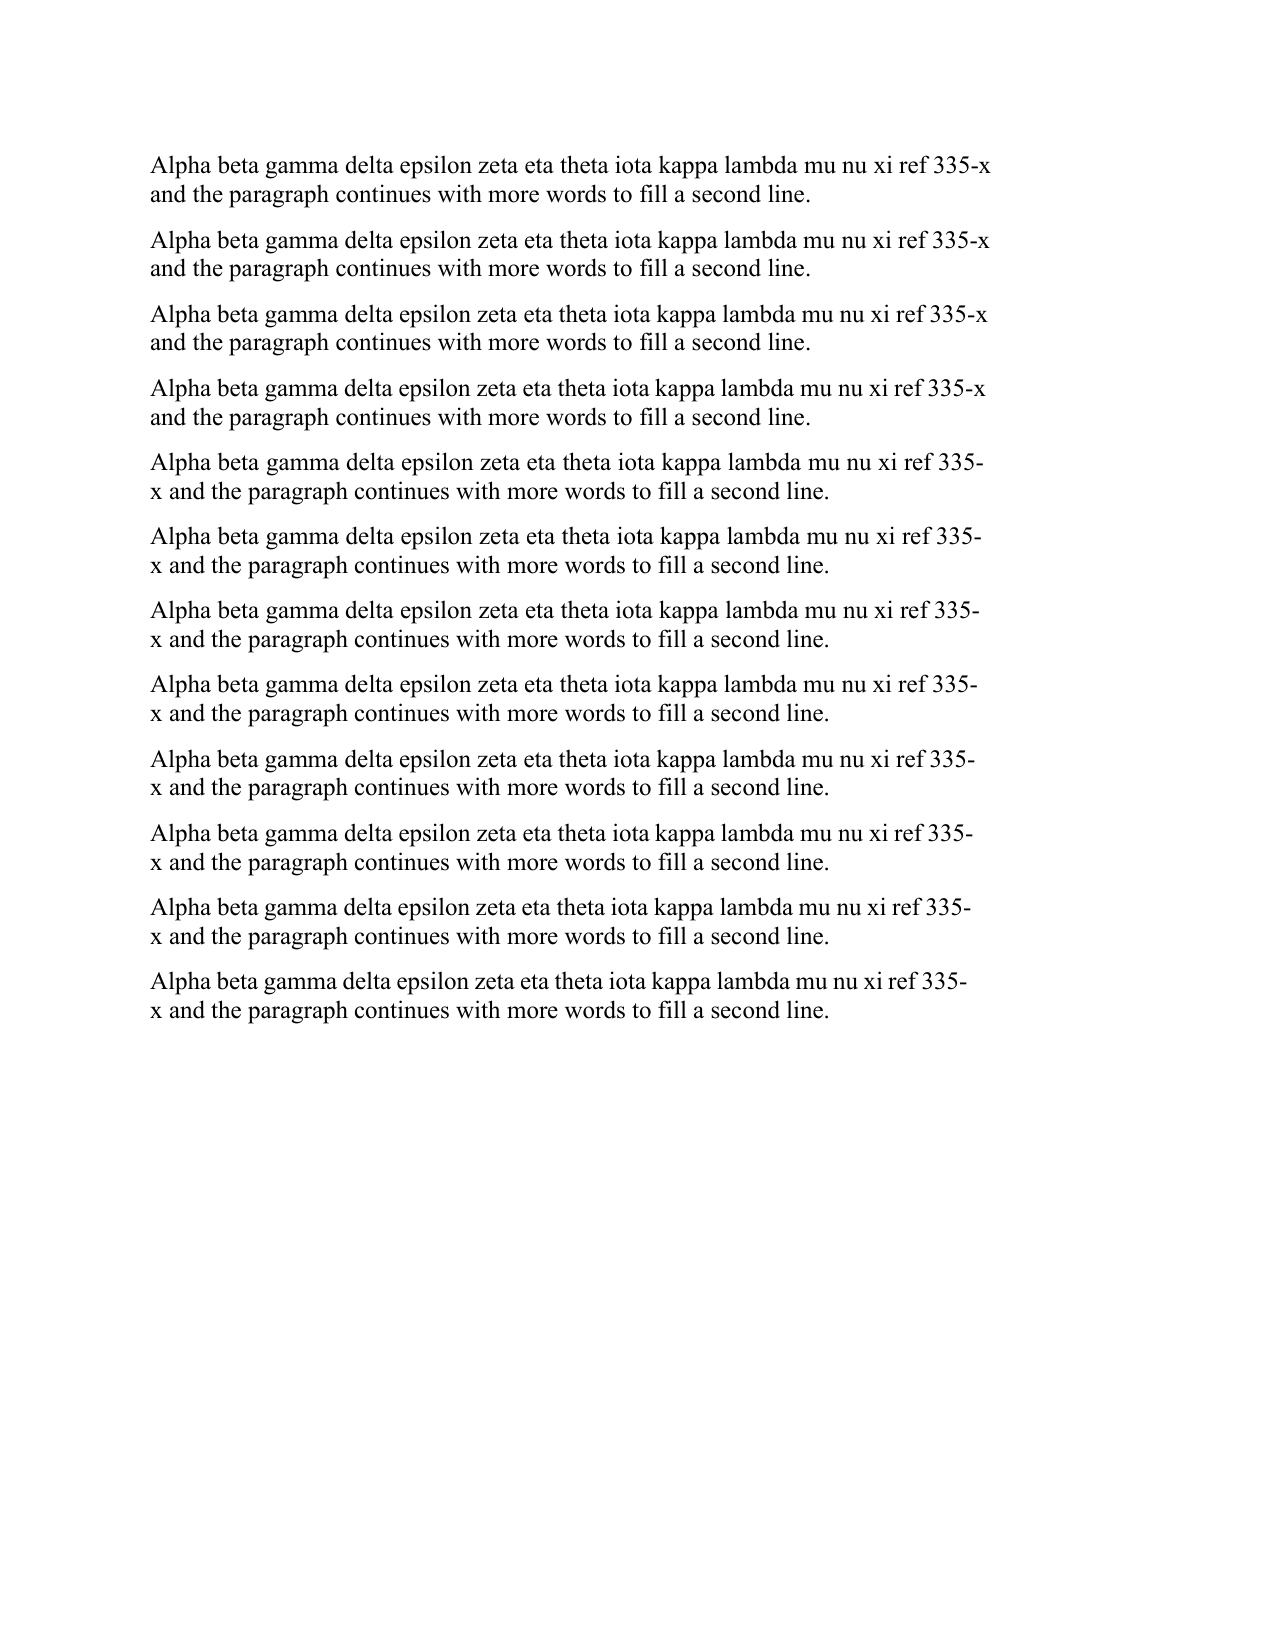 Alpha beta gamma delta epsilon zeta eta theta iota kappa lambda mu nu xi ref 335-x
and the paragraph continues with more words to fill a second line.
Alpha beta gamma delta epsilon zeta eta theta iota kappa lambda mu nu xi ref 335-x
and the paragraph continues with more words to fill a second line.
Alpha beta gamma delta epsilon zeta eta theta iota kappa lambda mu nu xi ref 335-x
and the paragraph continues with more words to fill a second line.
Alpha beta gamma delta epsilon zeta eta theta iota kappa lambda mu nu xi ref 335-x
and the paragraph continues with more words to fill a second line.
Alpha beta gamma delta epsilon zeta eta theta iota kappa lambda mu nu xi ref 335-
x and the paragraph continues with more words to fill a second line.
Alpha beta gamma delta epsilon zeta eta theta iota kappa lambda mu nu xi ref 335-
x and the paragraph continues with more words to fill a second line.
Alpha beta gamma delta epsilon zeta eta theta iota kappa lambda mu nu xi ref 335-
x and the paragraph continues with more words to fill a second line.
Alpha beta gamma delta epsilon zeta eta theta iota kappa lambda mu nu xi ref 335-
x and the paragraph continues with more words to fill a second line.
Alpha beta gamma delta epsilon zeta eta theta iota kappa lambda mu nu xi ref 335-
x and the paragraph continues with more words to fill a second line.
Alpha beta gamma delta epsilon zeta eta theta iota kappa lambda mu nu xi ref 335-
x and the paragraph continues with more words to fill a second line.
Alpha beta gamma delta epsilon zeta eta theta iota kappa lambda mu nu xi ref 335-
x and the paragraph continues with more words to fill a second line.
Alpha beta gamma delta epsilon zeta eta theta iota kappa lambda mu nu xi ref 335-
x and the paragraph continues with more words to fill a second line.